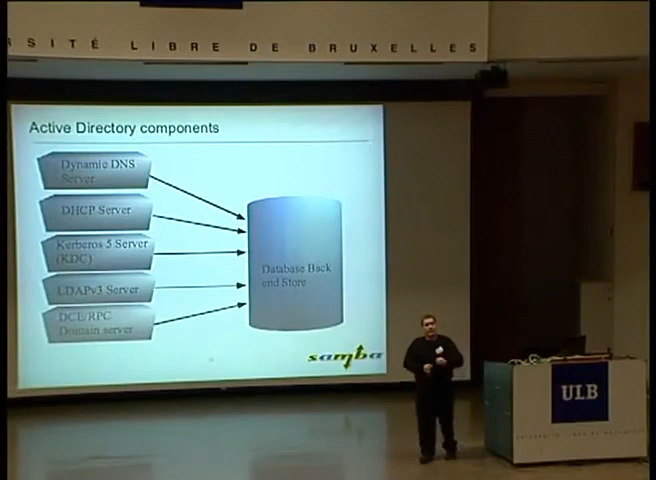 RSITÉ LIBRE DE BRUXELLES
Active Directory components
Dynamic DNS
Server
DHCP Server
Kerberos 5 Server
(KDC)
LDAPv3 Server
DCE/RPC
Domain server
Database Back
end Store
samba
ULB